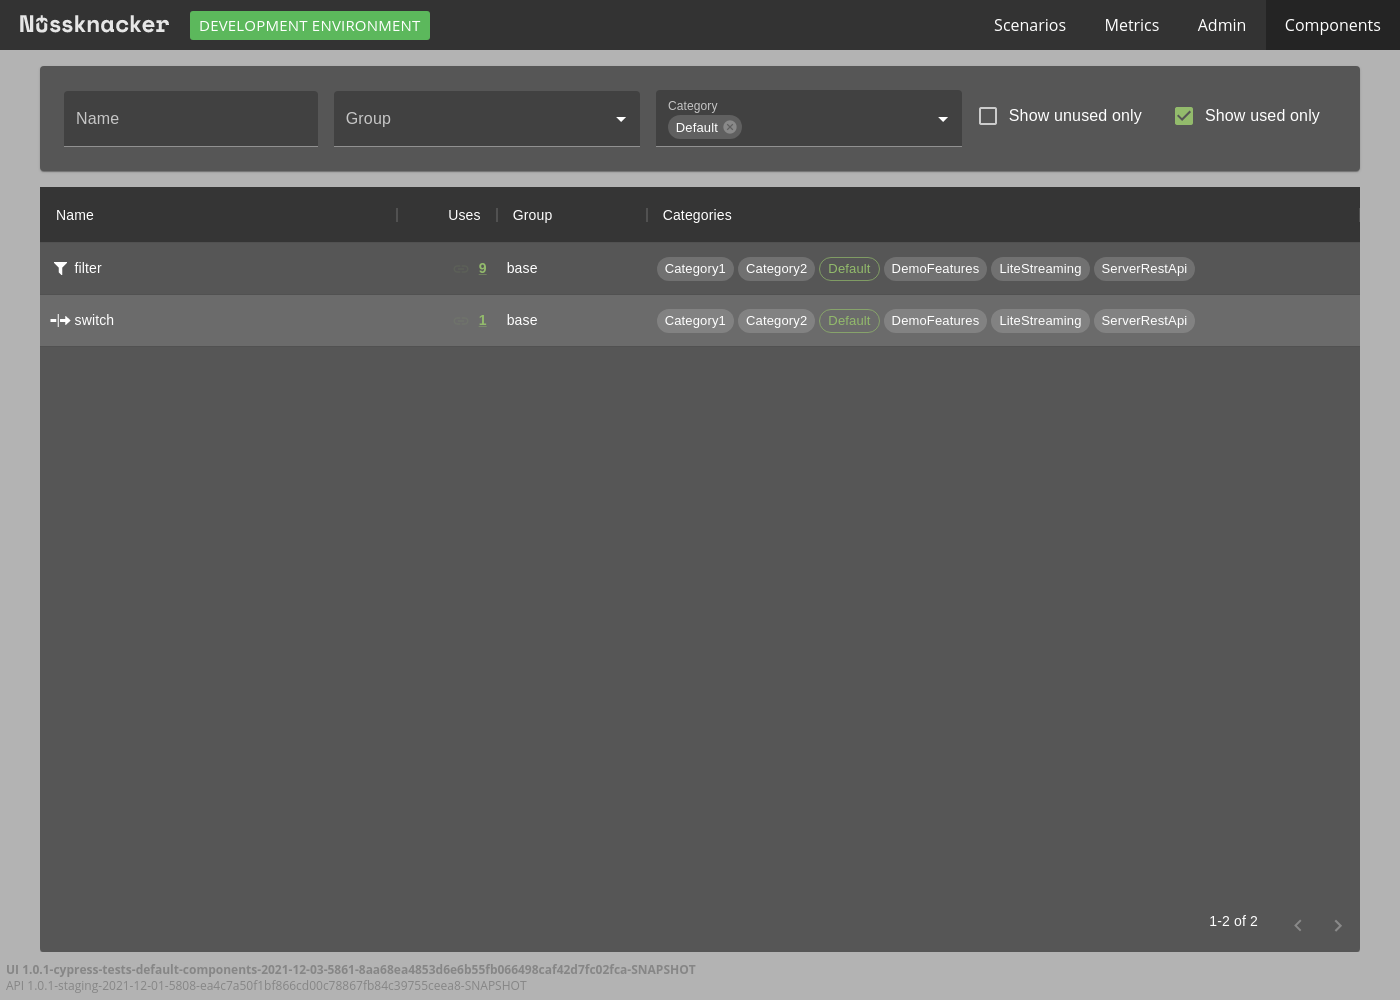 Nussknacker DEVELOPMENT ENVIRONMENT Scenarios Metrics Admin Components
Name Group Category Default Show unused only Show used only
Name Uses Group Categories
filter 9 base Category1 Category2 Default DemoFeatures LiteStreaming ServerRestApi
switch 1 base Category1 Category2 Default DemoFeatures LiteStreaming ServerRestApi
1-2 of 2
UI 1.0.1-cypress-tests-default-components-2021-12-03-5861-8aa68ea4853d6e6b55fb066498caf42d7fc02fca-SNAPSHOT
API 1.0.1-staging-2021-12-01-5808-ea4c7a50f1bf866cd00c78867fb84c39755ceea8-SNAPSHOT